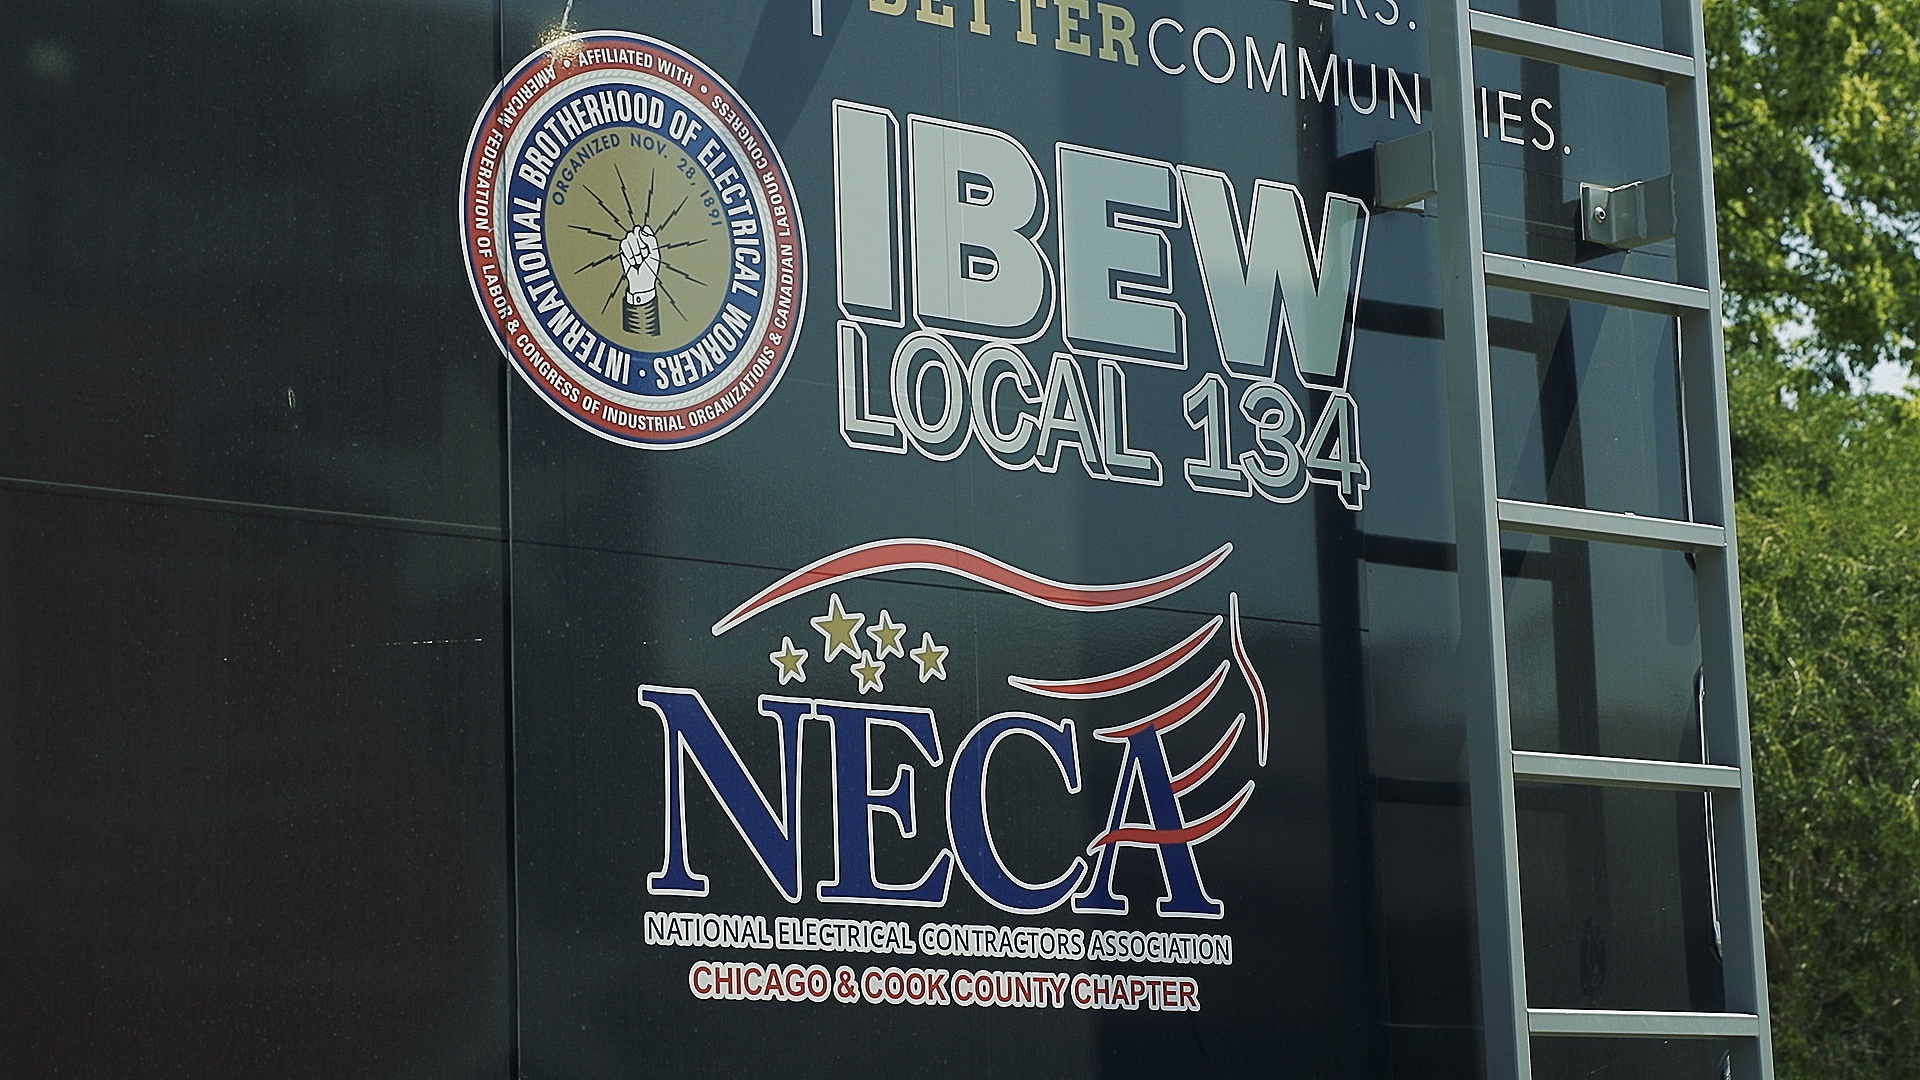 BETTER COMMUN IES.
AFFILIATED WITH •
AMERICAN FEDERATION OF LABOR & CONGRESS OF INDUSTRIAL ORGANIZATIONS & CANADIAN LABOUR CONGRESS •
INTERNATIONAL BROTHERHOOD OF ELECTRICAL WORKERS •
ORGANIZED NOV. 28, 1891
IBEW
LOCAL 134
NECA
NATIONAL ELECTRICAL CONTRACTORS ASSOCIATION
CHICAGO & COOK COUNTY CHAPTER